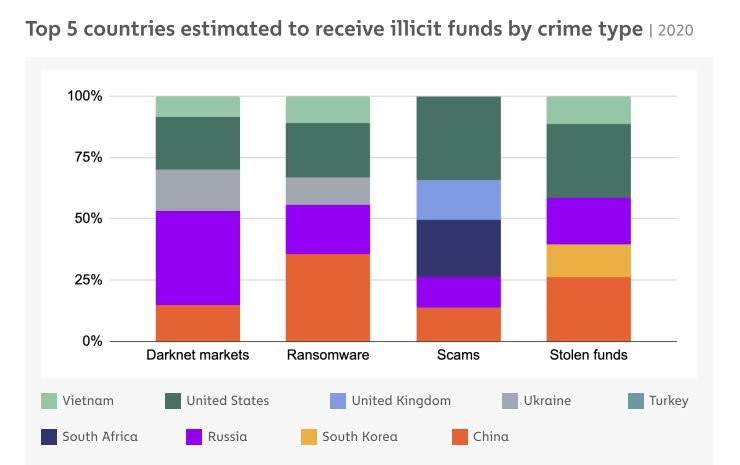 Top 5 countries estimated to receive illicit funds by crime type | 2020
100%
75%
50%
25%
0%
Darknet markets Ransomware Scams Stolen funds
Vietnam United States United Kingdom Ukraine Turkey
South Africa Russia South Korea China